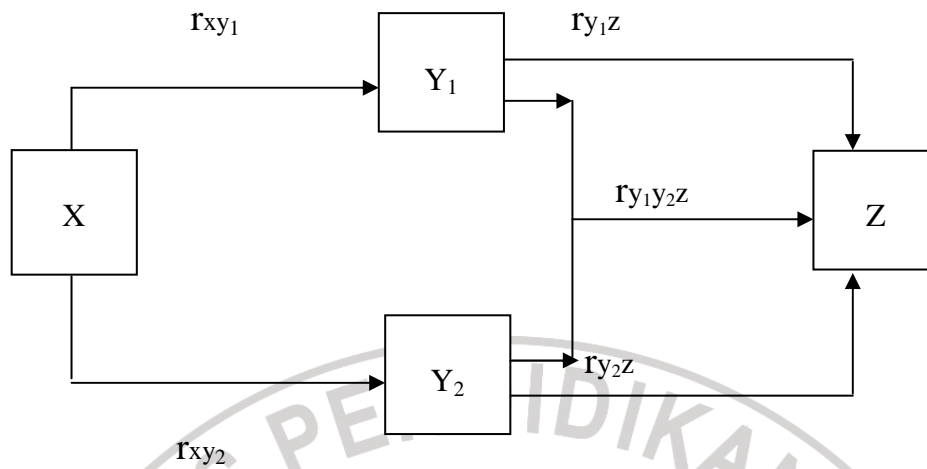 rxy₁ ry₁z
Y₁
X ry₁y₂z Z
Y₂ ry₂z
rxy₂
PENDIDIKAN